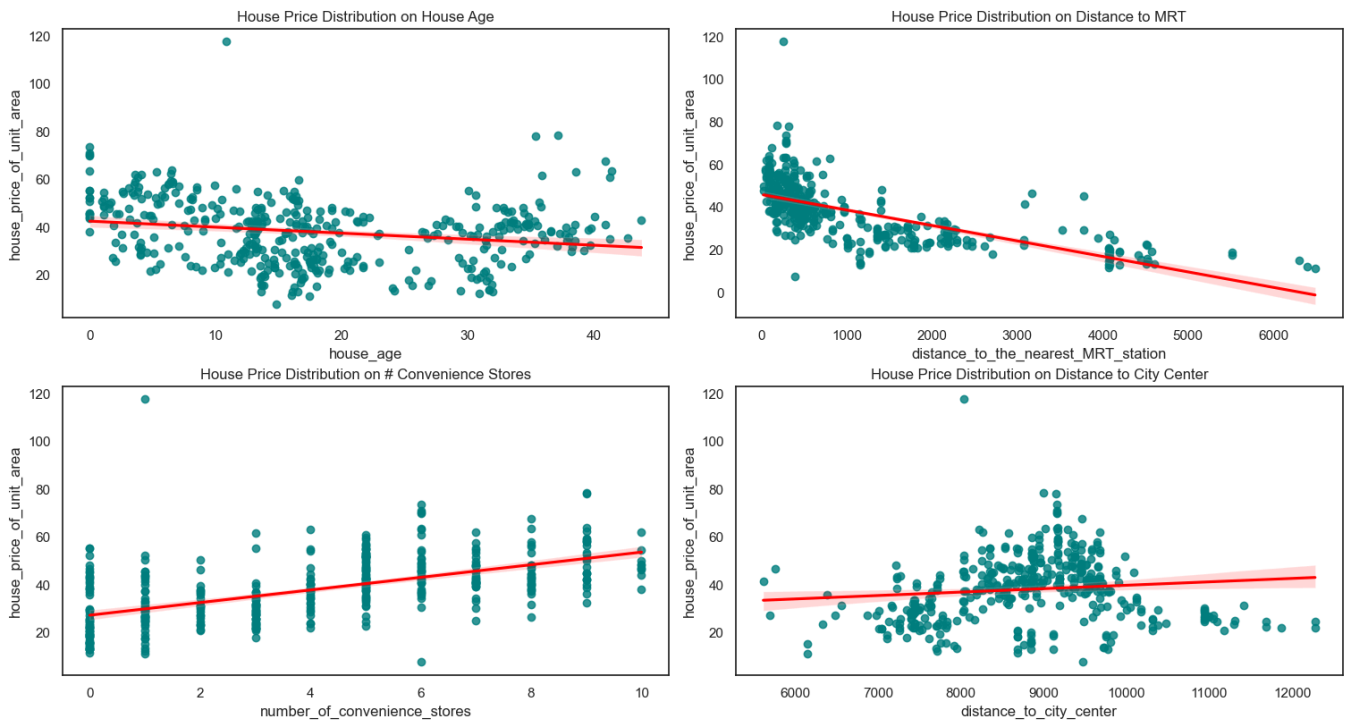 House Price Distribution on House Age
house_price_of_unit_area
120
100
80
60
40
20
0 10 20 30 40
house_age
House Price Distribution on Distance to MRT
house_price_of_unit_area
120
100
80
60
40
20
0
0 1000 2000 3000 4000 5000 6000
distance_to_the_nearest_MRT_station
House Price Distribution on # Convenience Stores
house_price_of_unit_area
120
100
80
60
40
20
0 2 4 6 8 10
number_of_convenience_stores
House Price Distribution on Distance to City Center
house_price_of_unit_area
120
100
80
60
40
20
6000 7000 8000 9000 10000 11000 12000
distance_to_city_center